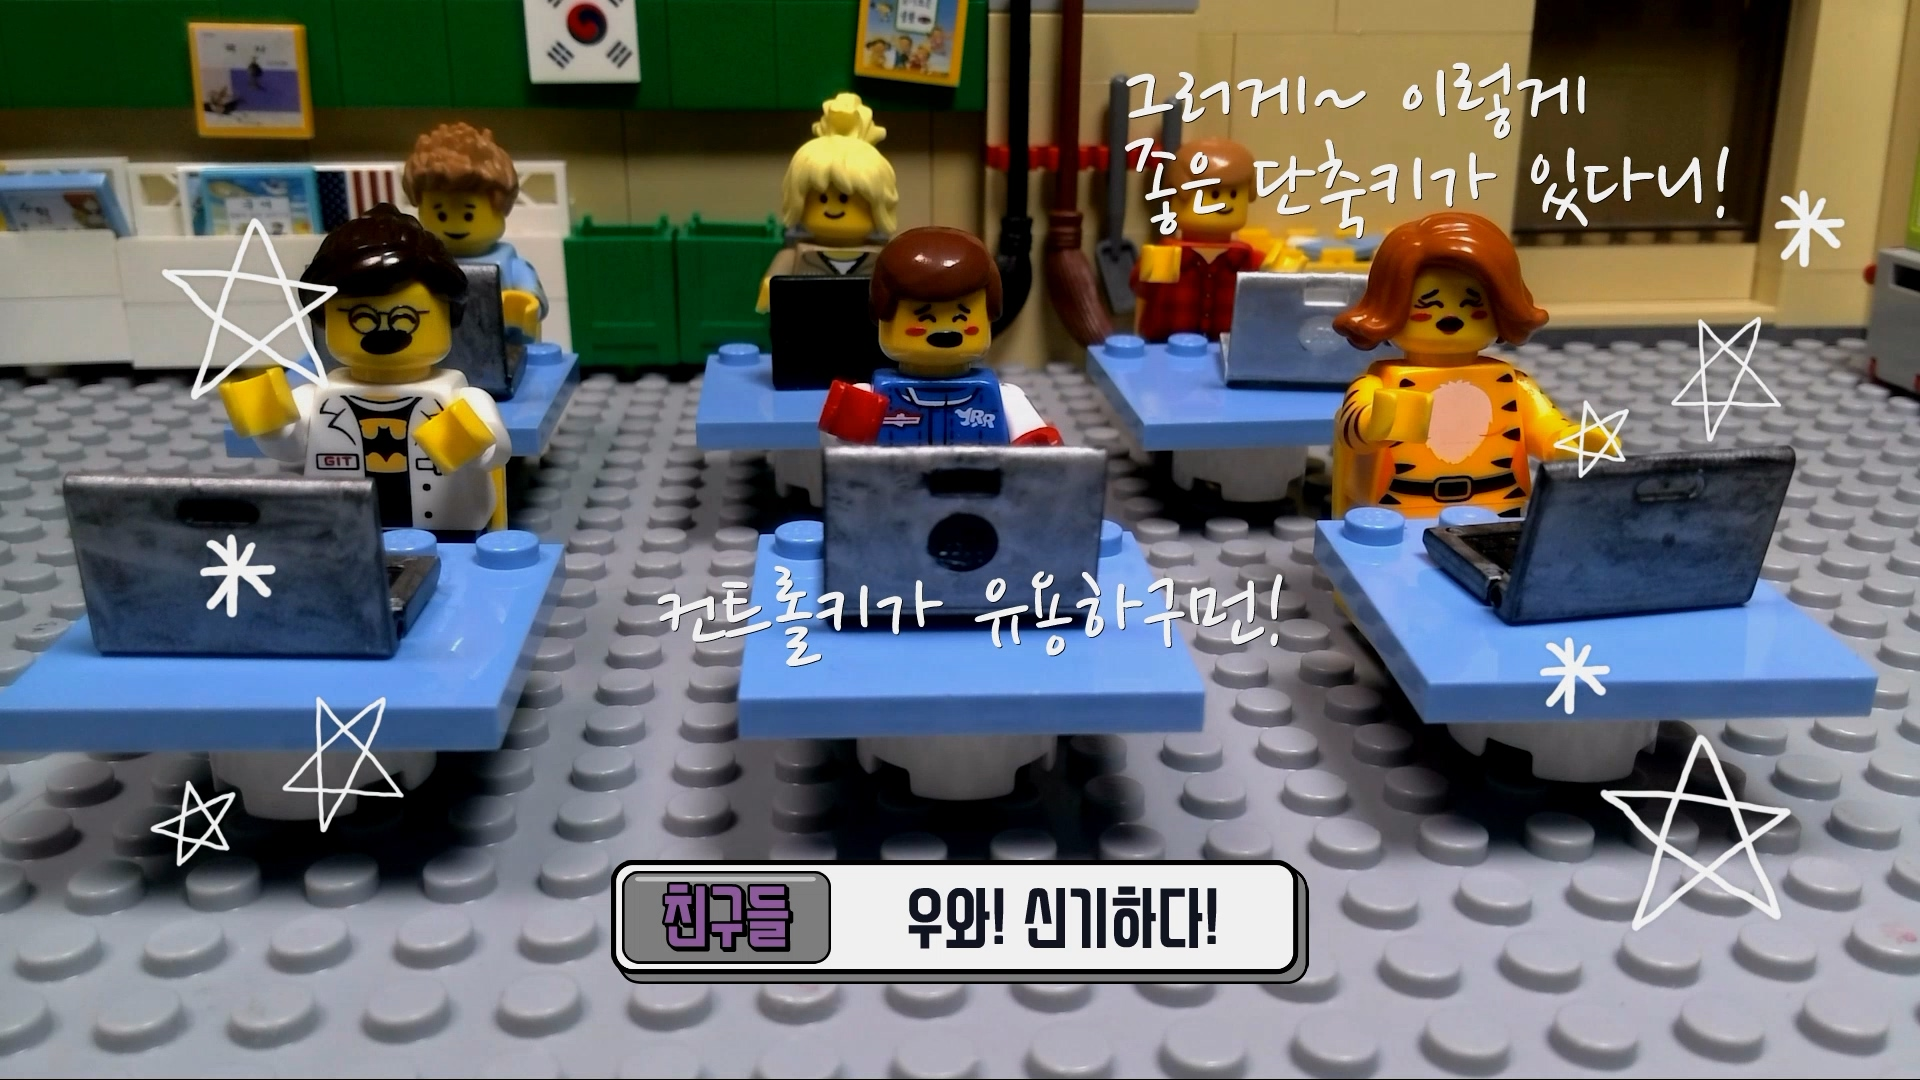 그러게~ 이렇게
좋은 단축키가 있다니!
GIT
컨트롤키가 유용하구먼!
친구들
우와! 신기하다!